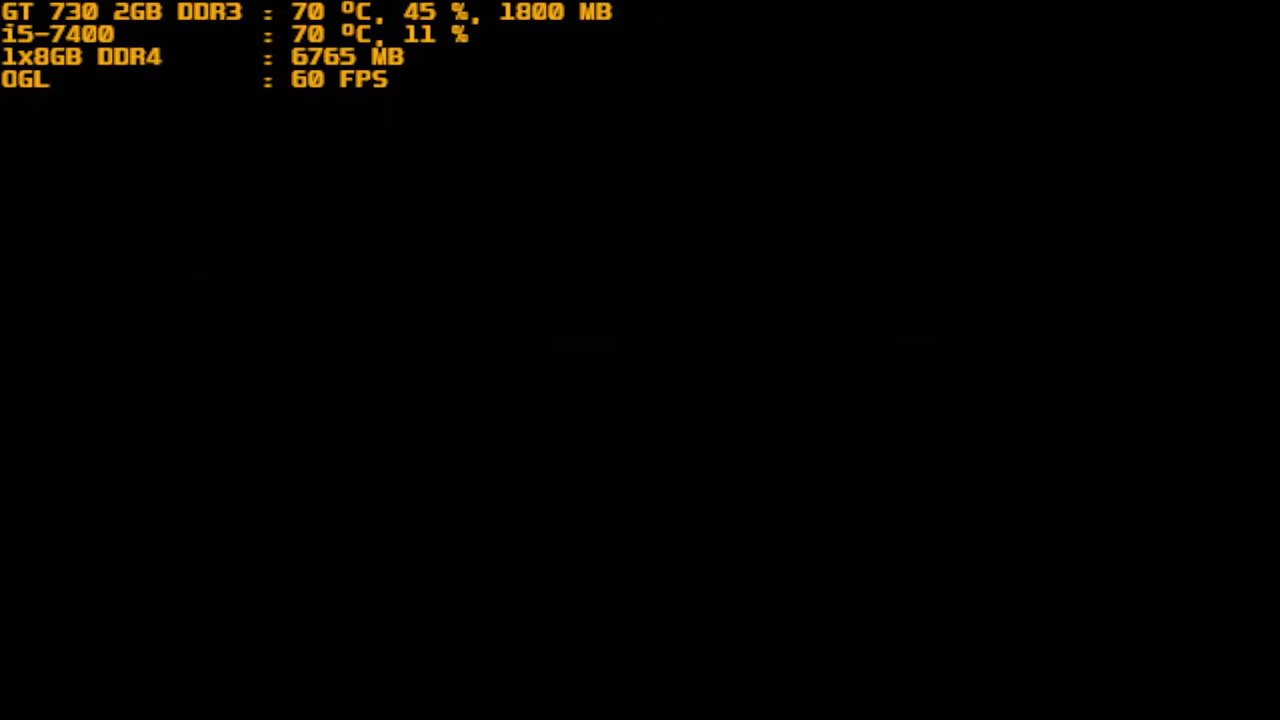 GT 730 2GB DDR3 : 70 ºC, 45 %, 1800 MB
i5-7400 : 70 ºC, 11 %
1x8GB DDR4 : 6765 MB
OGL : 60 FPS